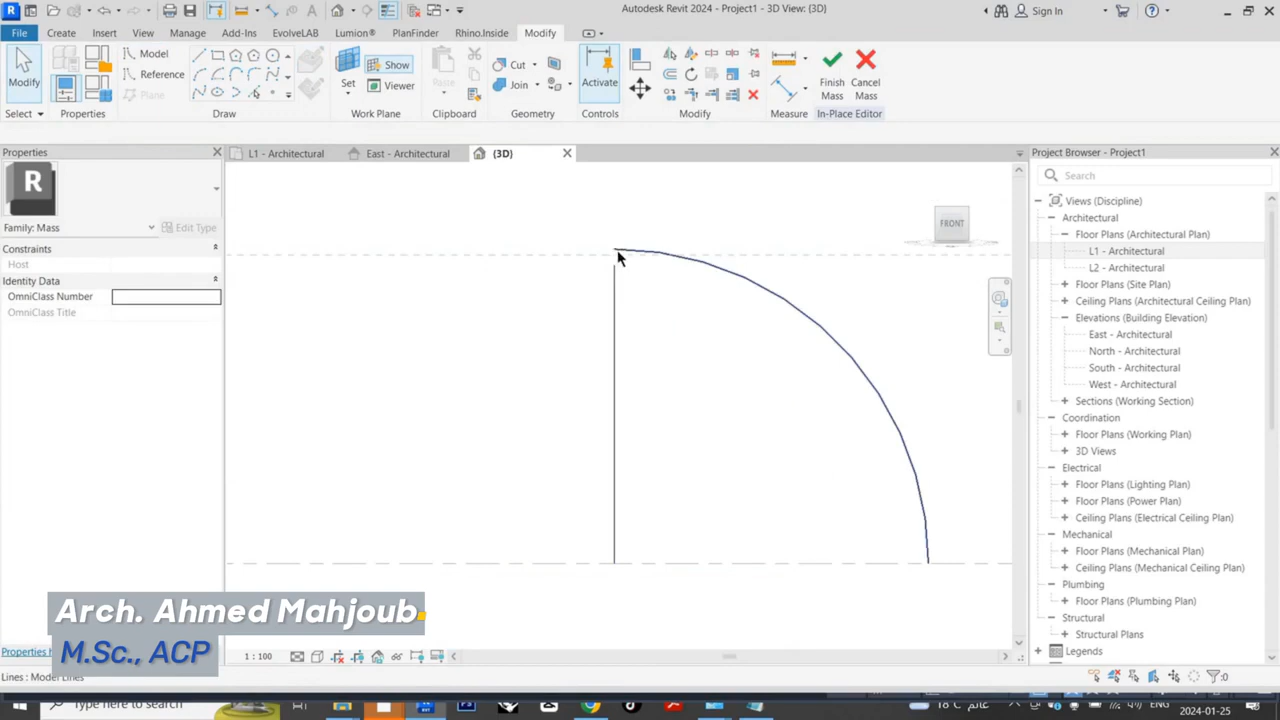 Autodesk Revit 2024 - Project1 - 3D View: {3D}
Sign In
File
Create
Insert
View
Manage
Add-Ins
EvolveLAB
Lumion®
PlanFinder
Rhino.Inside
Modify
Modify
Model
Reference
Plane
Set
Show
Viewer
Paste
Cut
Join
Activate
Finish
Mass
Cancel
Mass
Select
Properties
Draw
Work Plane
Clipboard
Geometry
Controls
Modify
Measure
In-Place Editor
Properties
L1 - Architectural
East - Architectural
{3D}
Project Browser - Project1
R
Search
Family: Mass
Edit Type
Constraints
Host
Identity Data
OmniClass Number
OmniClass Title
FRONT
Views (Discipline)
Architectural
Floor Plans (Architectural Plan)
L1 - Architectural
L2 - Architectural
Floor Plans (Site Plan)
Ceiling Plans (Architectural Ceiling Plan)
Elevations (Building Elevation)
East - Architectural
North - Architectural
South - Architectural
West - Architectural
Sections (Working Section)
Coordination
Floor Plans (Working Plan)
3D Views
Electrical
Floor Plans (Lighting Plan)
Floor Plans (Power Plan)
Ceiling Plans (Electrical Ceiling Plan)
Mechanical
Floor Plans (Mechanical Plan)
Ceiling Plans (Mechanical Ceiling Plan)
Plumbing
Floor Plans (Plumbing Plan)
Structural
Structural Plans
Legends
Arch. Ahmed Mahjoub.
M.Sc., ACP
Properties h
1 : 100
Lines : Model Lines
:0
Type here to search
18°C
غائم
ENG
2024-01-25